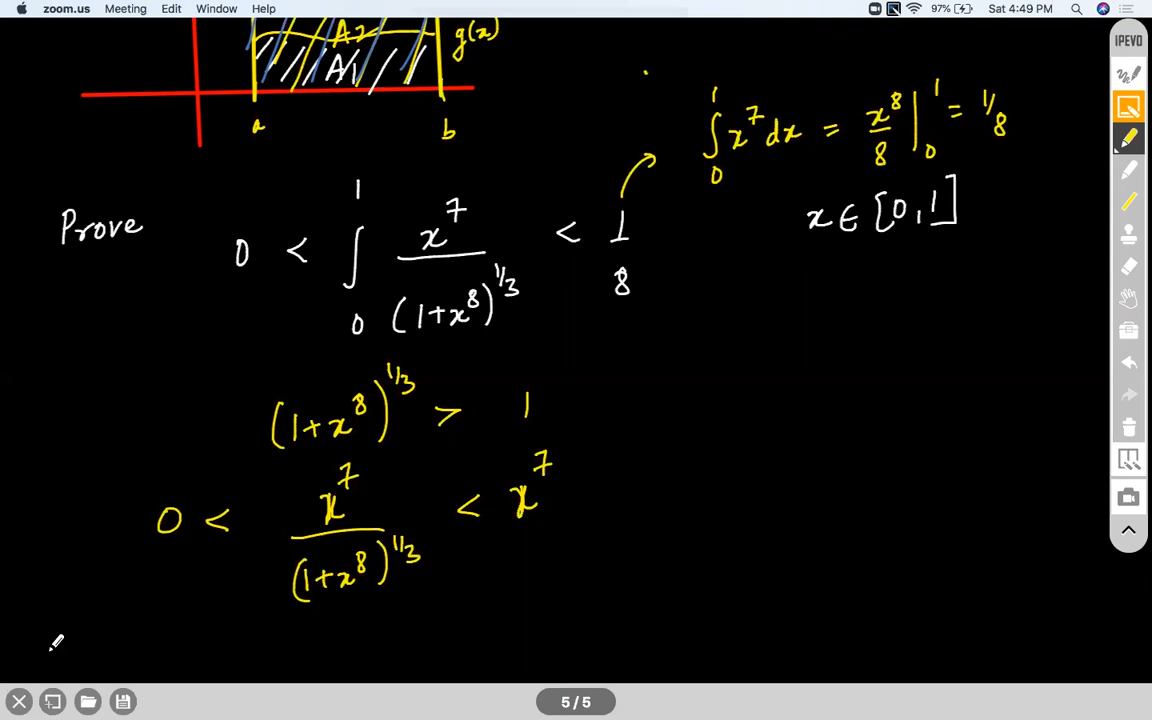 zoom.us Meeting Edit Window Help 97% Sat 4:49 PM
IPEVO
A2 g(x)
A1
a b
∫₀¹ x⁷ dx = x⁸/8 |₀¹ = 1/8
x ∈ [0,1]
Prove 0 < ∫₀¹ x⁷/(1+x⁸)^{1/3} < 1/8
(1+x⁸)^{1/3} > 1
0 < x⁷/(1+x⁸)^{1/3} < x⁷
5/5